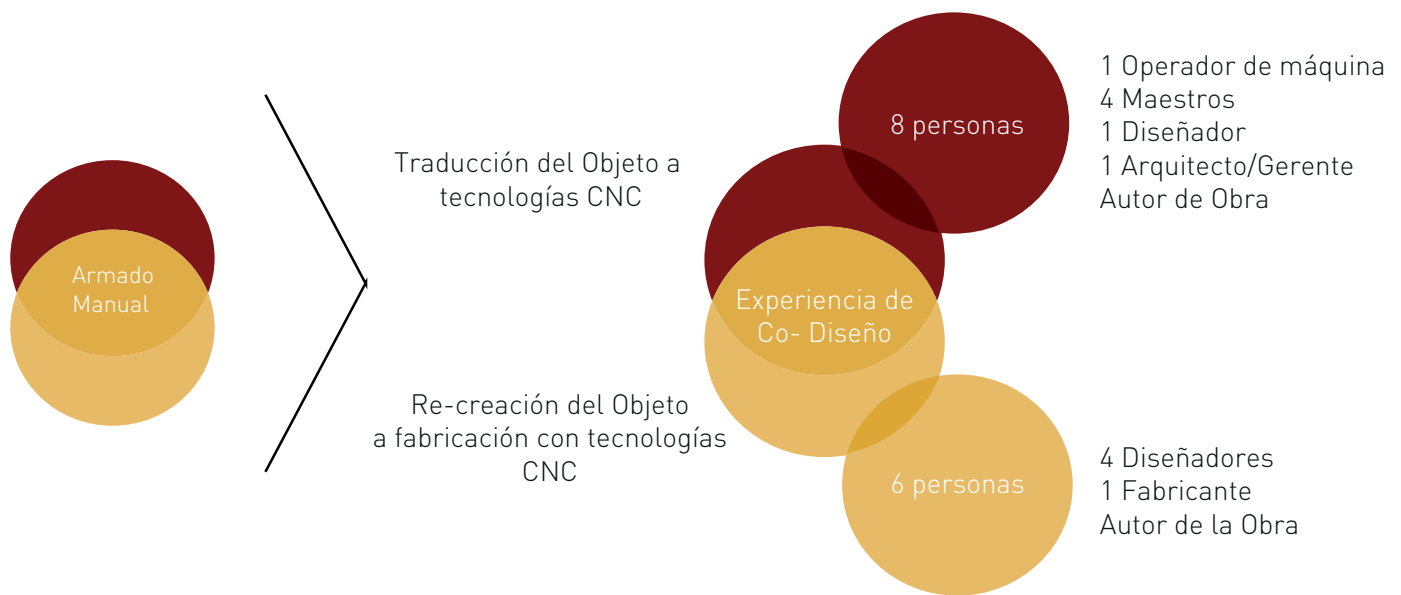 Armado
Manual
Traducción del Objeto a
tecnologías CNC
Re-creación del Objeto
a fabricación con tecnologías
CNC
Experiencia de
Co- Diseño
8 personas
1 Operador de máquina
4 Maestros
1 Diseñador
1 Arquitecto/Gerente
Autor de Obra
6 personas
4 Diseñadores
1 Fabricante
Autor de la Obra